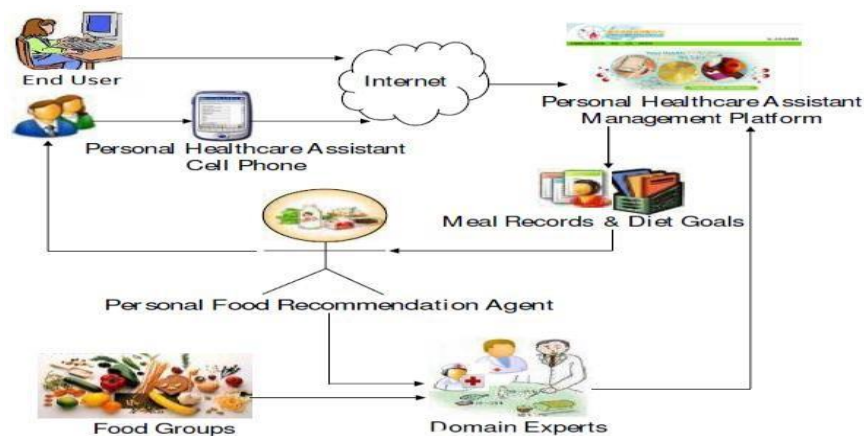 End User
Internet
Personal Healthcare Assistant
Management Platform
Personal Healthcare Assistant
Cell Phone
Meal Records & Diet Goals
Personal Food Recommendation Agent
Food Groups
Domain Experts